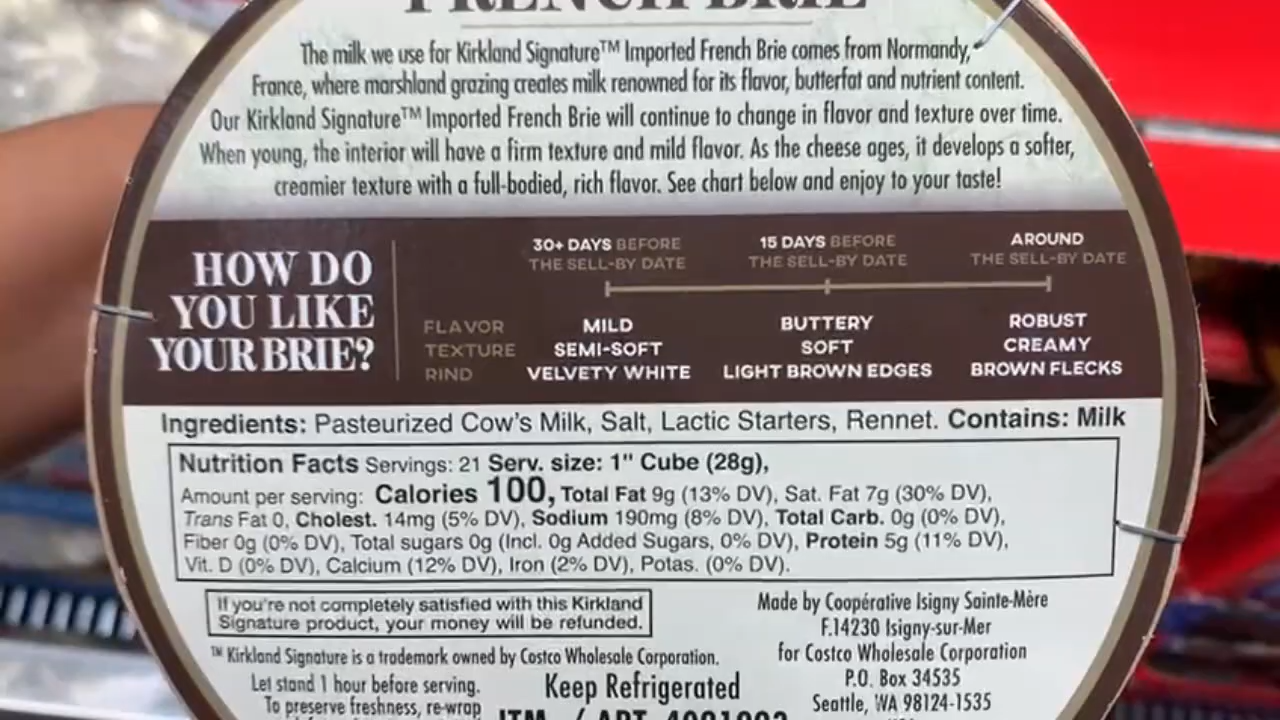 FRENCH BRIE
The milk we use for Kirkland Signature™ Imported French Brie comes from Normandy,
France, where marshland grazing creates milk renowned for its flavor, butterfat and nutrient content.
Our Kirkland Signature™ Imported French Brie will continue to change in flavor and texture over time.
When young, the interior will have a firm texture and mild flavor. As the cheese ages, it develops a softer,
creamier texture with a full-bodied, rich flavor. See chart below and enjoy to your taste!
HOW DO
YOU LIKE
YOUR BRIE?
30+ DAYS BEFORE
THE SELL-BY DATE
15 DAYS BEFORE
THE SELL-BY DATE
AROUND
THE SELL-BY DATE
FLAVOR MILD BUTTERY ROBUST
TEXTURE SEMI-SOFT SOFT CREAMY
RIND VELVETY WHITE LIGHT BROWN EDGES BROWN FLECKS
Ingredients: Pasteurized Cow's Milk, Salt, Lactic Starters, Rennet. Contains: Milk
Nutrition Facts Servings: 21 Serv. size: 1" Cube (28g),
Amount per serving: Calories 100, Total Fat 9g (13% DV), Sat. Fat 7g (30% DV),
Trans Fat 0, Cholest. 14mg (5% DV), Sodium 190mg (8% DV), Total Carb. 0g (0% DV),
Fiber 0g (0% DV), Total sugars 0g (Incl. 0g Added Sugars, 0% DV), Protein 5g (11% DV),
Vit. D (0% DV), Calcium (12% DV), Iron (2% DV), Potas. (0% DV).
If you're not completely satisfied with this Kirkland
Signature product, your money will be refunded.
™ Kirkland Signature is a trademark owned by Costco Wholesale Corporation.
Let stand 1 hour before serving.
To preserve freshness, re-wrap
Keep Refrigerated
ITM. / ART.
Made by Coopérative Isigny Sainte-Mère
F.14230 Isigny-sur-Mer
for Costco Wholesale Corporation
P.O. Box 34535
Seattle, WA 98124-1535